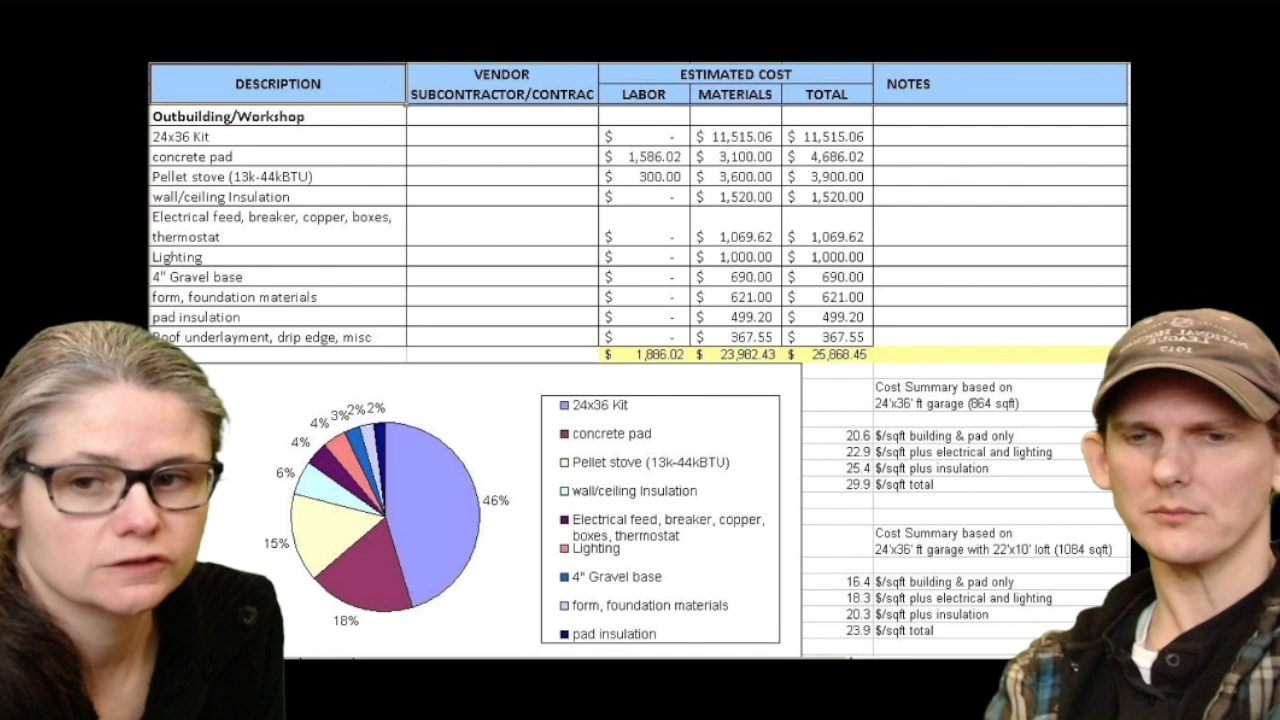 DESCRIPTION
VENDOR
SUBCONTRACTOR/CONTRAC
ESTIMATED COST
LABOR MATERIALS TOTAL
NOTES
Outbuilding/Workshop
24x36 Kit $ - $ 11,515.06 $ 11,515.06
concrete pad $ 1,586.02 $ 3,100.00 $ 4,686.02
Pellet stove (13k-44kBTU) $ 300.00 $ 3,600.00 $ 3,900.00
wall/ceiling Insulation $ - $ 1,520.00 $ 1,520.00
Electrical feed, breaker, copper, boxes,
thermostat $ - $ 1,069.62 $ 1,069.62
Lighting $ - $ 1,000.00 $ 1,000.00
4" Gravel base $ - $ 690.00 $ 690.00
form, foundation materials $ - $ 621.00 $ 621.00
pad insulation $ - $ 499.20 $ 499.20
Roof underlayment, drip edge, misc $ - $ 367.55 $ 367.55
$ 1,886.02 $ 23,982.43 $ 25,868.45
4% 3% 2% 2%
4%
6%
15%
18%
46%
24x36 Kit
concrete pad
Pellet stove (13k-44kBTU)
wall/ceiling Insulation
Electrical feed, breaker, copper,
boxes, thermostat
Lighting
4" Gravel base
form, foundation materials
pad insulation
Cost Summary based on
24'x36' ft garage (864 sqft)
20.6 $/sqft building & pad only
22.9 $/sqft plus electrical and lighting
25.4 $/sqft plus insulation
29.9 $/sqft total
Cost Summary based on
24'x36' ft garage with 22'x10' loft (1084 sqft)
16.4 $/sqft building & pad only
18.3 $/sqft plus electrical and lighting
20.3 $/sqft plus insulation
23.9 $/sqft total
NATIONAL HOCKEY
LEAGUE
1917